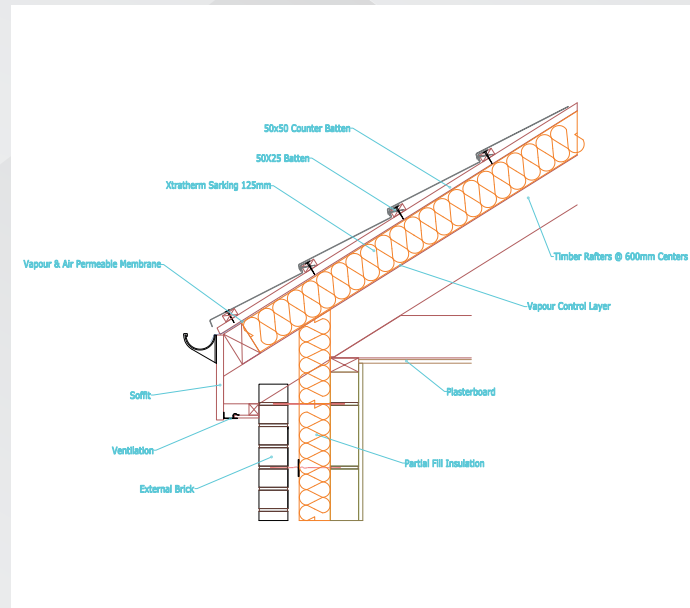 50x50 Counter Batten
50X25 Batten
Xtratherm Sarking 125mm
Timber Rafters @ 600mm Centers
Vapour & Air Permeable Membrane
Vapour Control Layer
Soffit
Plasterboard
Ventilation
Partial Fill Insulation
External Brick